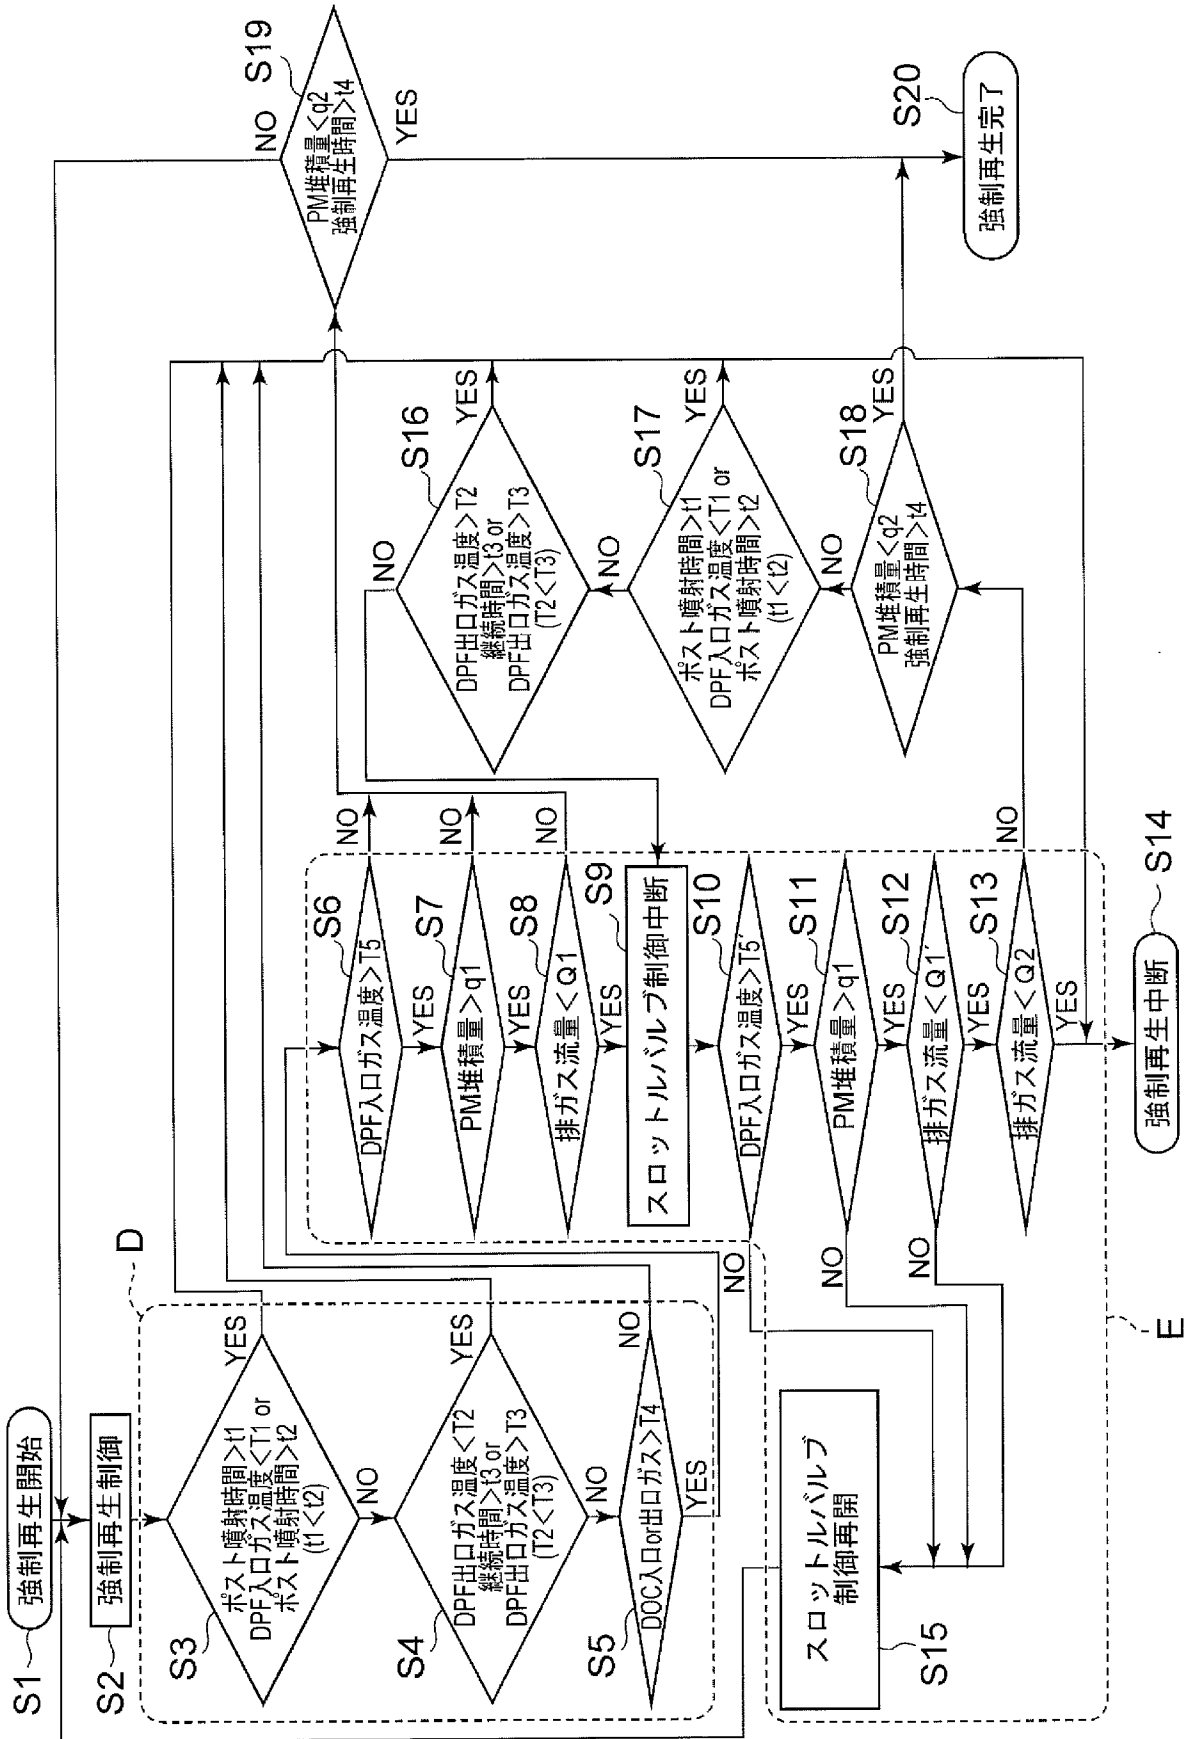 S1
強制再生開始
S2
強制再生制御
D
S3
ポスト噴射時間>t1
DPF入口ガス温度<T1 or
ポスト噴射時間>t2
(t1<t2)
YES
NO
S4
DPF出口ガス温度<T2
継続時間>t3 or
DPF出口ガス温度>T3
(T2<T3)
YES
NO
S5
DOC入口or出口ガス>T4
NO
YES
S6
DPF入口ガス温度>T5
NO
YES
S7
PM堆積量>q1
NO
YES
S8
排ガス流量<Q1
NO
YES
S9
スロットルバルブ制御中断
S10
DPF入口ガス温度>T5´
NO
YES
S11
PM堆積量>q1
NO
YES
S12
排ガス流量<Q1´
NO
YES
S13
排ガス流量<Q2
NO
YES
S14
強制再生中断
S15
スロットルバルブ
制御再開
E
S16
DPF出口ガス温度>T2
継続時間>t3 or
DPF出口ガス温度>T3
(T2<T3)
YES
NO
S17
ポスト噴射時間>t1
DPF入口ガス温度<T1 or
ポスト噴射時間>t2
(t1<t2)
YES
NO
S18
PM堆積量<q2
強制再生時間>t4
YES
NO
S19
PM堆積量<q2
強制再生時間>t4
NO
YES
S20
強制再生完了